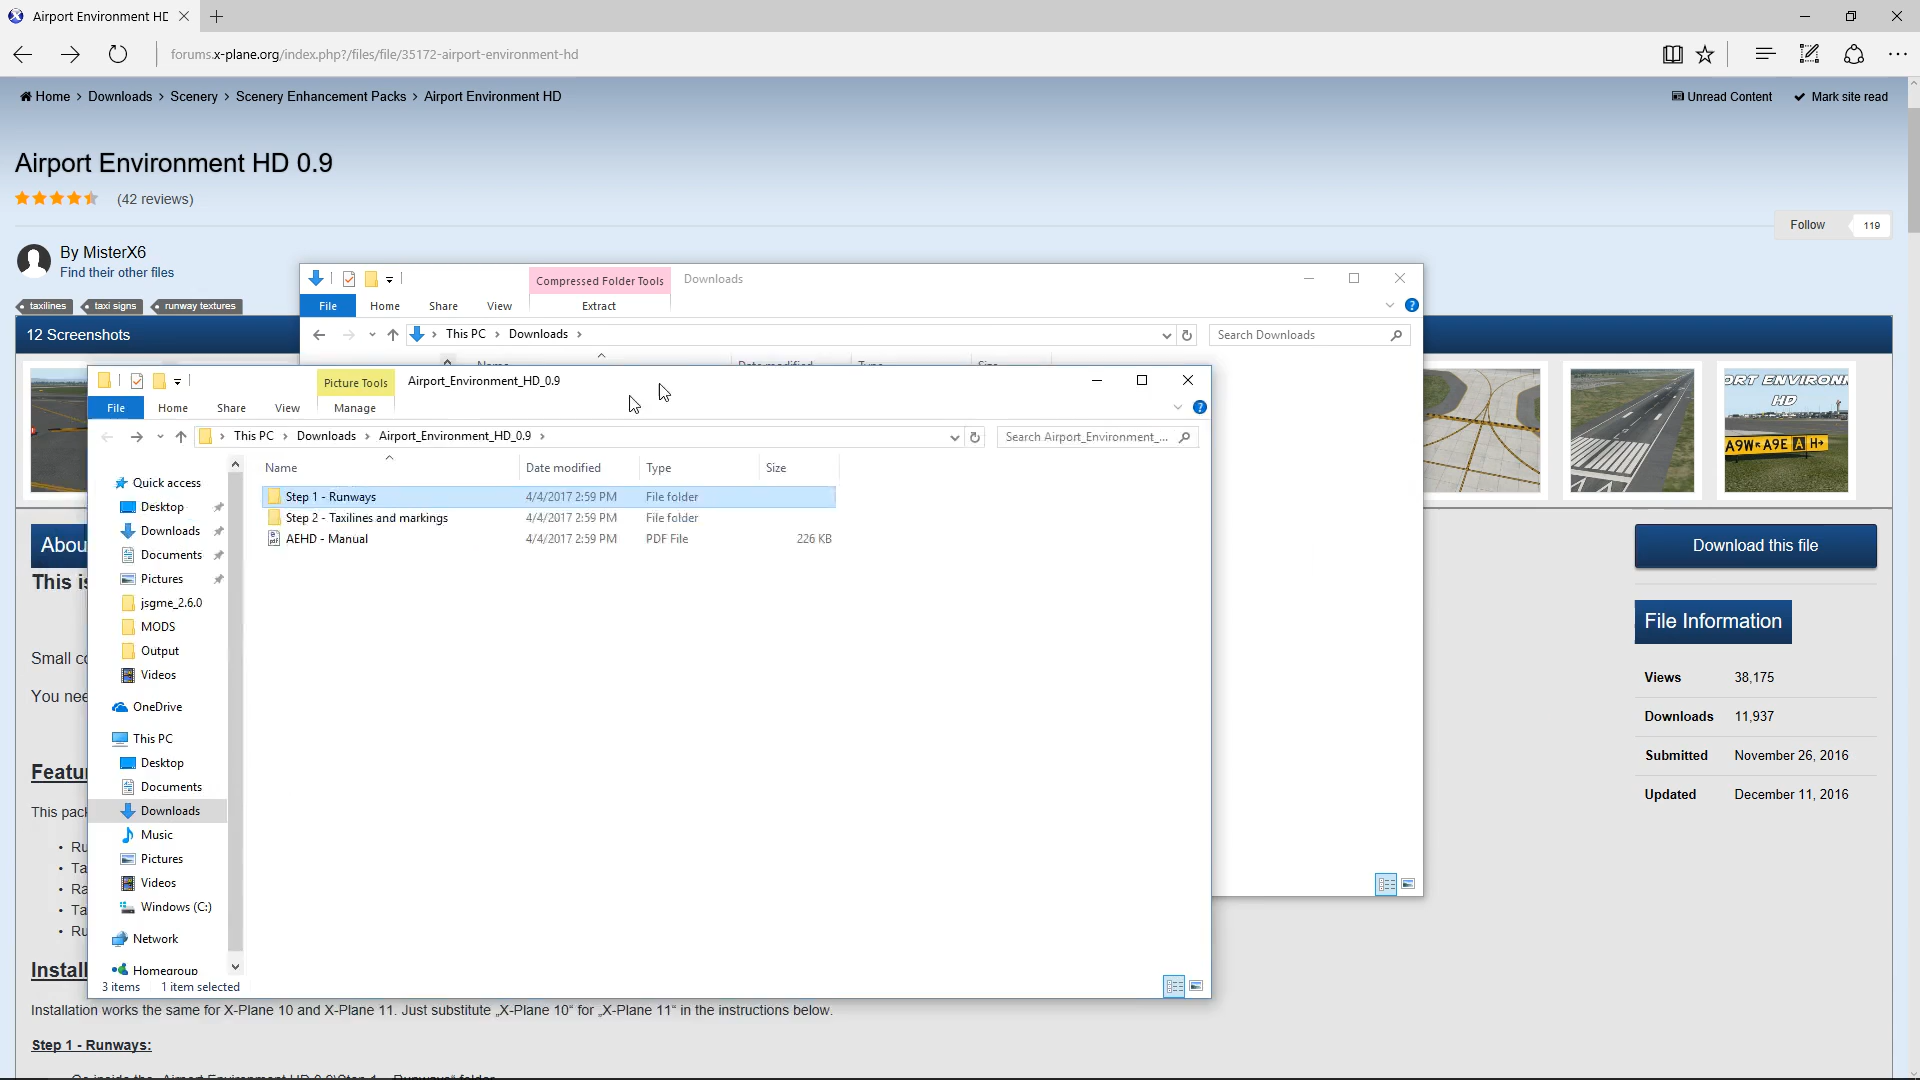 Airport Environment HD
forums.x-plane.org/index.php?/files/file/35172-airport-environment-hd
Home > Downloads > Scenery > Scenery Enhancement Packs > Airport Environment HD
Unread Content
Mark site read
Airport Environment HD 0.9
(42 reviews)
Follow
119
By MisterX6
Find their other files
taxilines
taxi signs
runway textures
12 Screenshots
Compressed Folder Tools
Downloads
File
Home
Share
View
Extract
This PC > Downloads >
Search Downloads
Name
Date modified
Type
Size
Picture Tools
Airport_Environment_HD_0.9
File
Home
Share
View
Manage
This PC > Downloads > Airport_Environment_HD_0.9 >
Search Airport_Environment_...
Name
Date modified
Type
Size
Step 1 - Runways 4/4/2017 2:59 PM File folder
Step 2 - Taxilines and markings 4/4/2017 2:59 PM File folder
AEHD - Manual 4/4/2017 2:59 PM PDF File 226 KB
Quick access
Desktop
Downloads
Documents
Pictures
jsgme_2.6.0
MODS
Output
Videos
OneDrive
This PC
Desktop
Documents
Downloads
Music
Pictures
Videos
Windows (C:)
Network
Homegroup
3 items 1 item selected
HD
A9W A9E A H
Download this file
File Information
Views 38,175
Downloads 11,937
Submitted November 26, 2016
Updated December 11, 2016
This
Small
You
This
Installation works the same for X-Plane 10 and X-Plane 11. Just substitute „X-Plane 10“ for „X-Plane 11“ in the instructions below.
Step 1 - Runways: